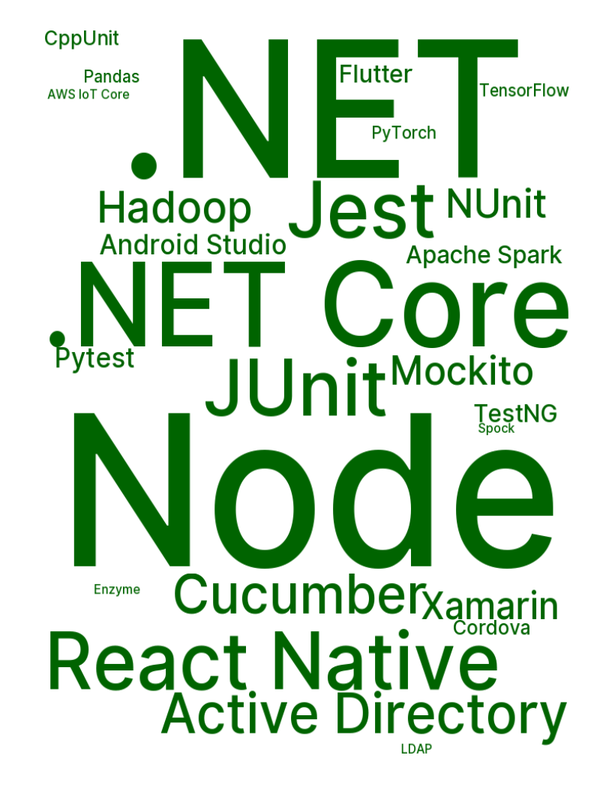 CppUnit
.NET
Flutter
Pandas
TensorFlow
AWS IoT Core
PyTorch
Hadoop
Jest
NUnit
Android Studio
Apache Spark
.NET Core
Pytest
JUnit
Mockito
TestNG
Spock
Node
Enzyme
Cucumber
Xamarin
Cordova
React Native
Active Directory
LDAP